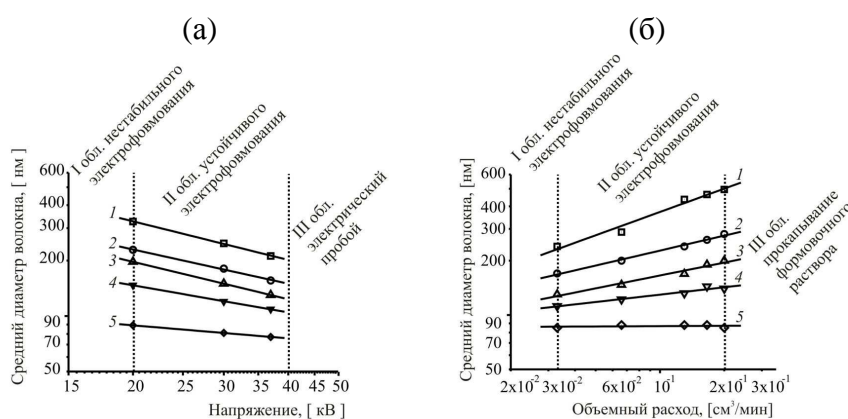 (а)
I обл. нестабильного
электрофовмования
II обл. устойчивого
электрофовмования
III обл.
электрический
пробой
Средний диаметр волокна, [ нм ]
600
400
300
200
90
70
50
1
2
3
4
5
15
20
30
40
50
Напряжение, [ кВ ]
(б)
I обл. нестабильного
электрофовмования
II обл. устойчивого
электрофовмования
III обл.
прокапывание
формовочного
раствора
Средний диаметр волокна, [нм]
600
400
300
200
90
70
50
1
2
3
4
5
2x10⁻²
3x10⁻²
6x10⁻²
10⁻¹
2x10⁻¹
3x10⁻¹
Объемный расход, [см³/мин]